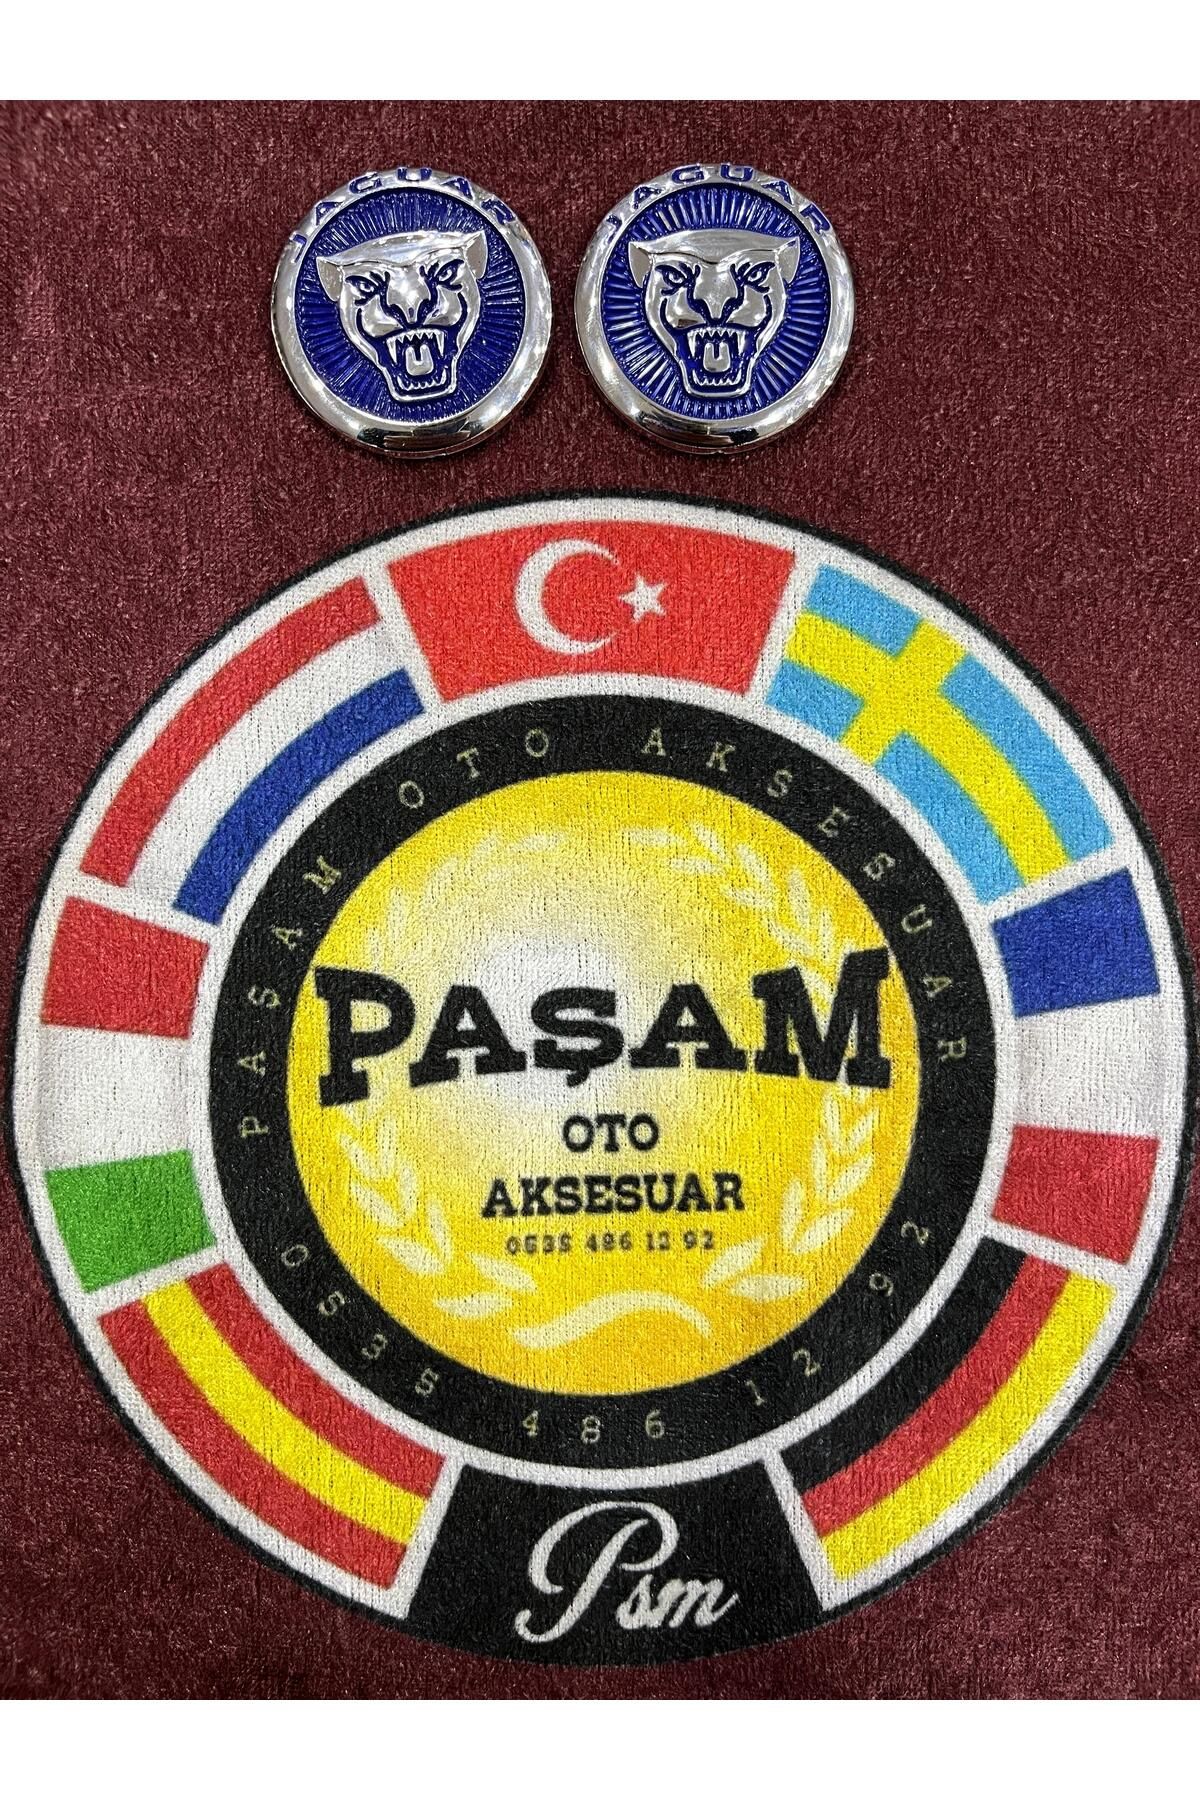 JAGUAR
JAGUAR
PAŞAM OTO AKSESUAR
PAŞAM
OTO
AKSESUAR
0535 486 12 92
0535 486 12 92
Psm